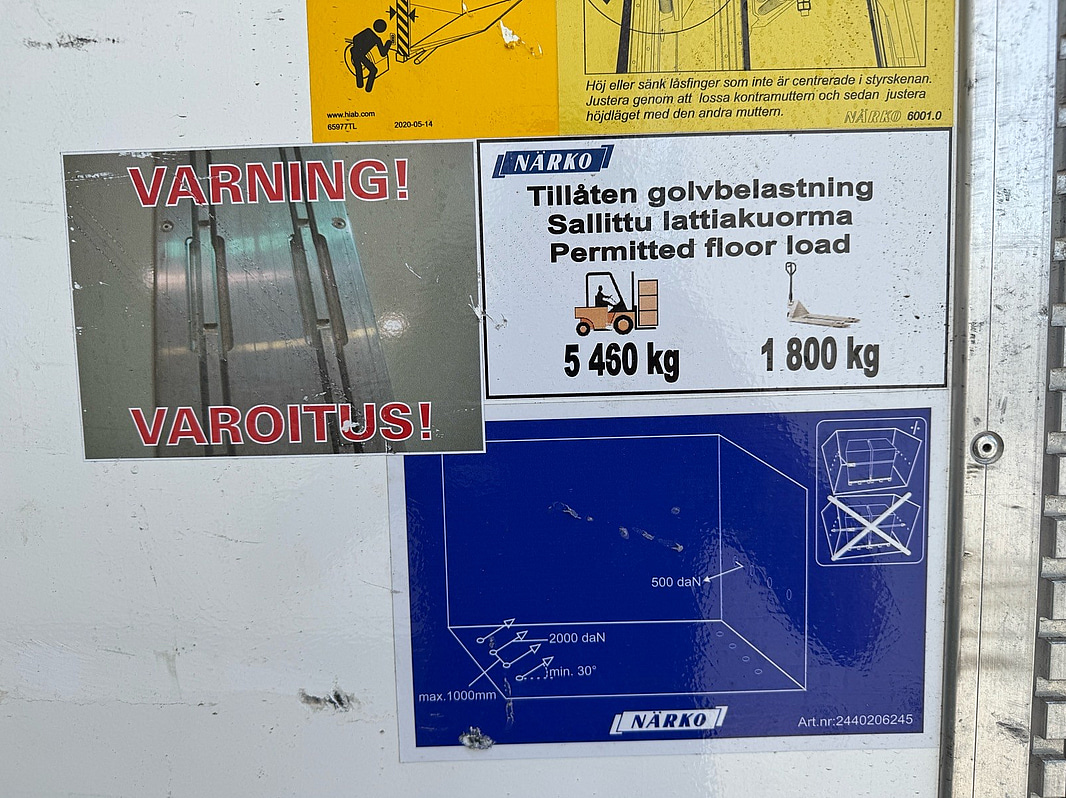 www.hiab.com
65977TL 2020-05-14
Höj eller sänk låsfinger som inte är centrerade i styrskenan.
Justera genom att lossa kontramuttern och sedan justera
höjdläget med den andra muttern.
NÄRKO 6001.0
VARNING!
VAROITUS!
NÄRKO
Tillåten golvbelastning
Sallittu lattiakuorma
Permitted floor load
5 460 kg 1 800 kg
500 daN
2000 daN
min. 30°
max.1000mm
NÄRKO
Art.nr:2440206245